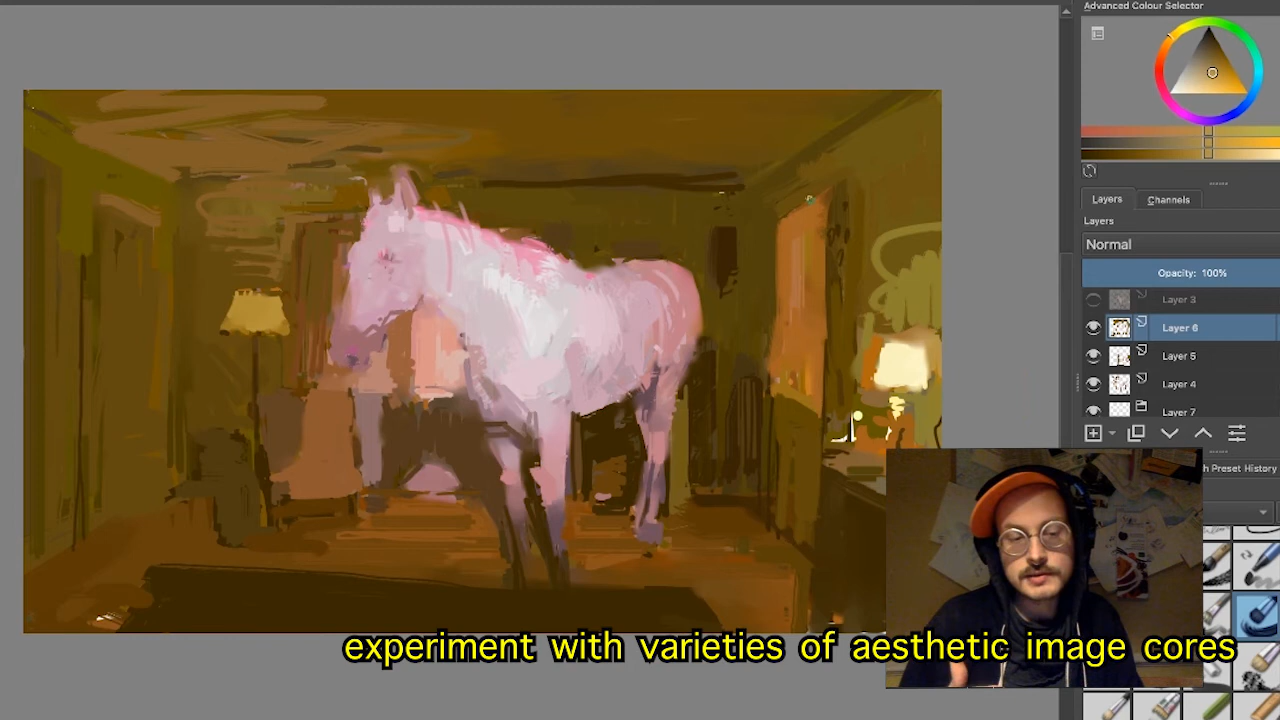 Advanced Colour Selector
Layers
Channels
Layers
Normal
Opacity: 100%
Layer 3
Layer 6
Layer 5
Layer 4
Layer 7
h Preset History
experiment with varieties of aesthetic image cores